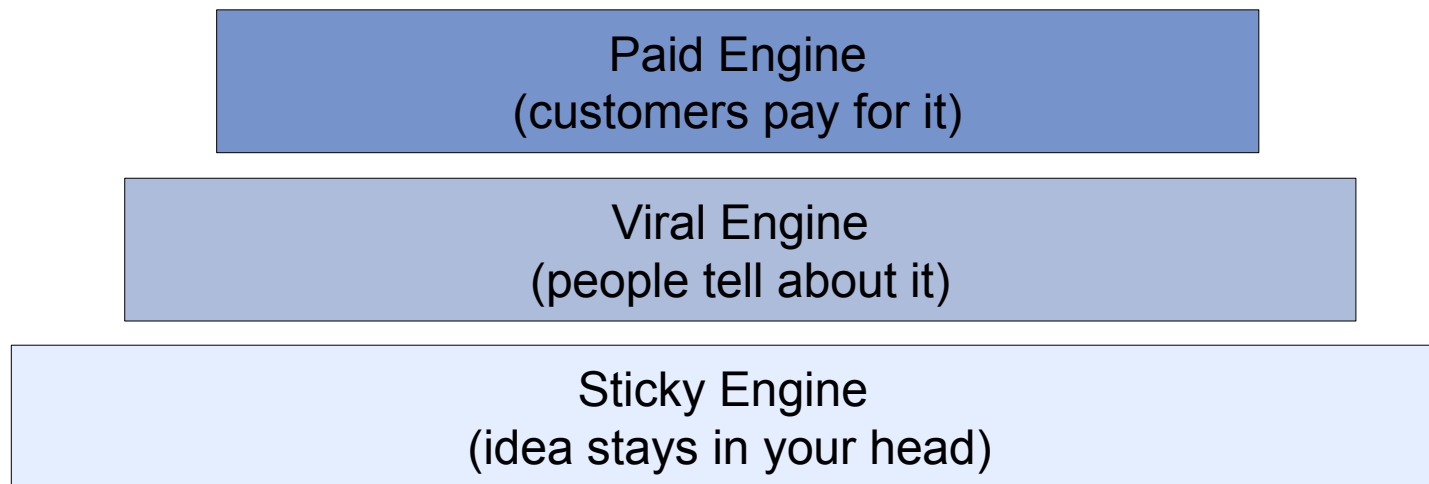 Paid Engine
(customers pay for it)
Viral Engine
(people tell about it)
Sticky Engine
(idea stays in your head)